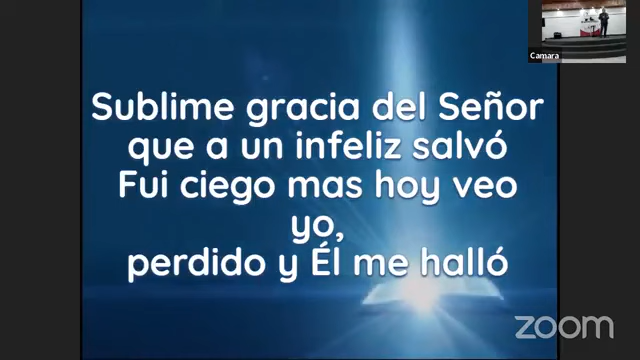 Sublime gracia del Señor
que a un infeliz salvó
Fui ciego mas hoy veo
yo,
perdido y Él me halló
Camara
zoom